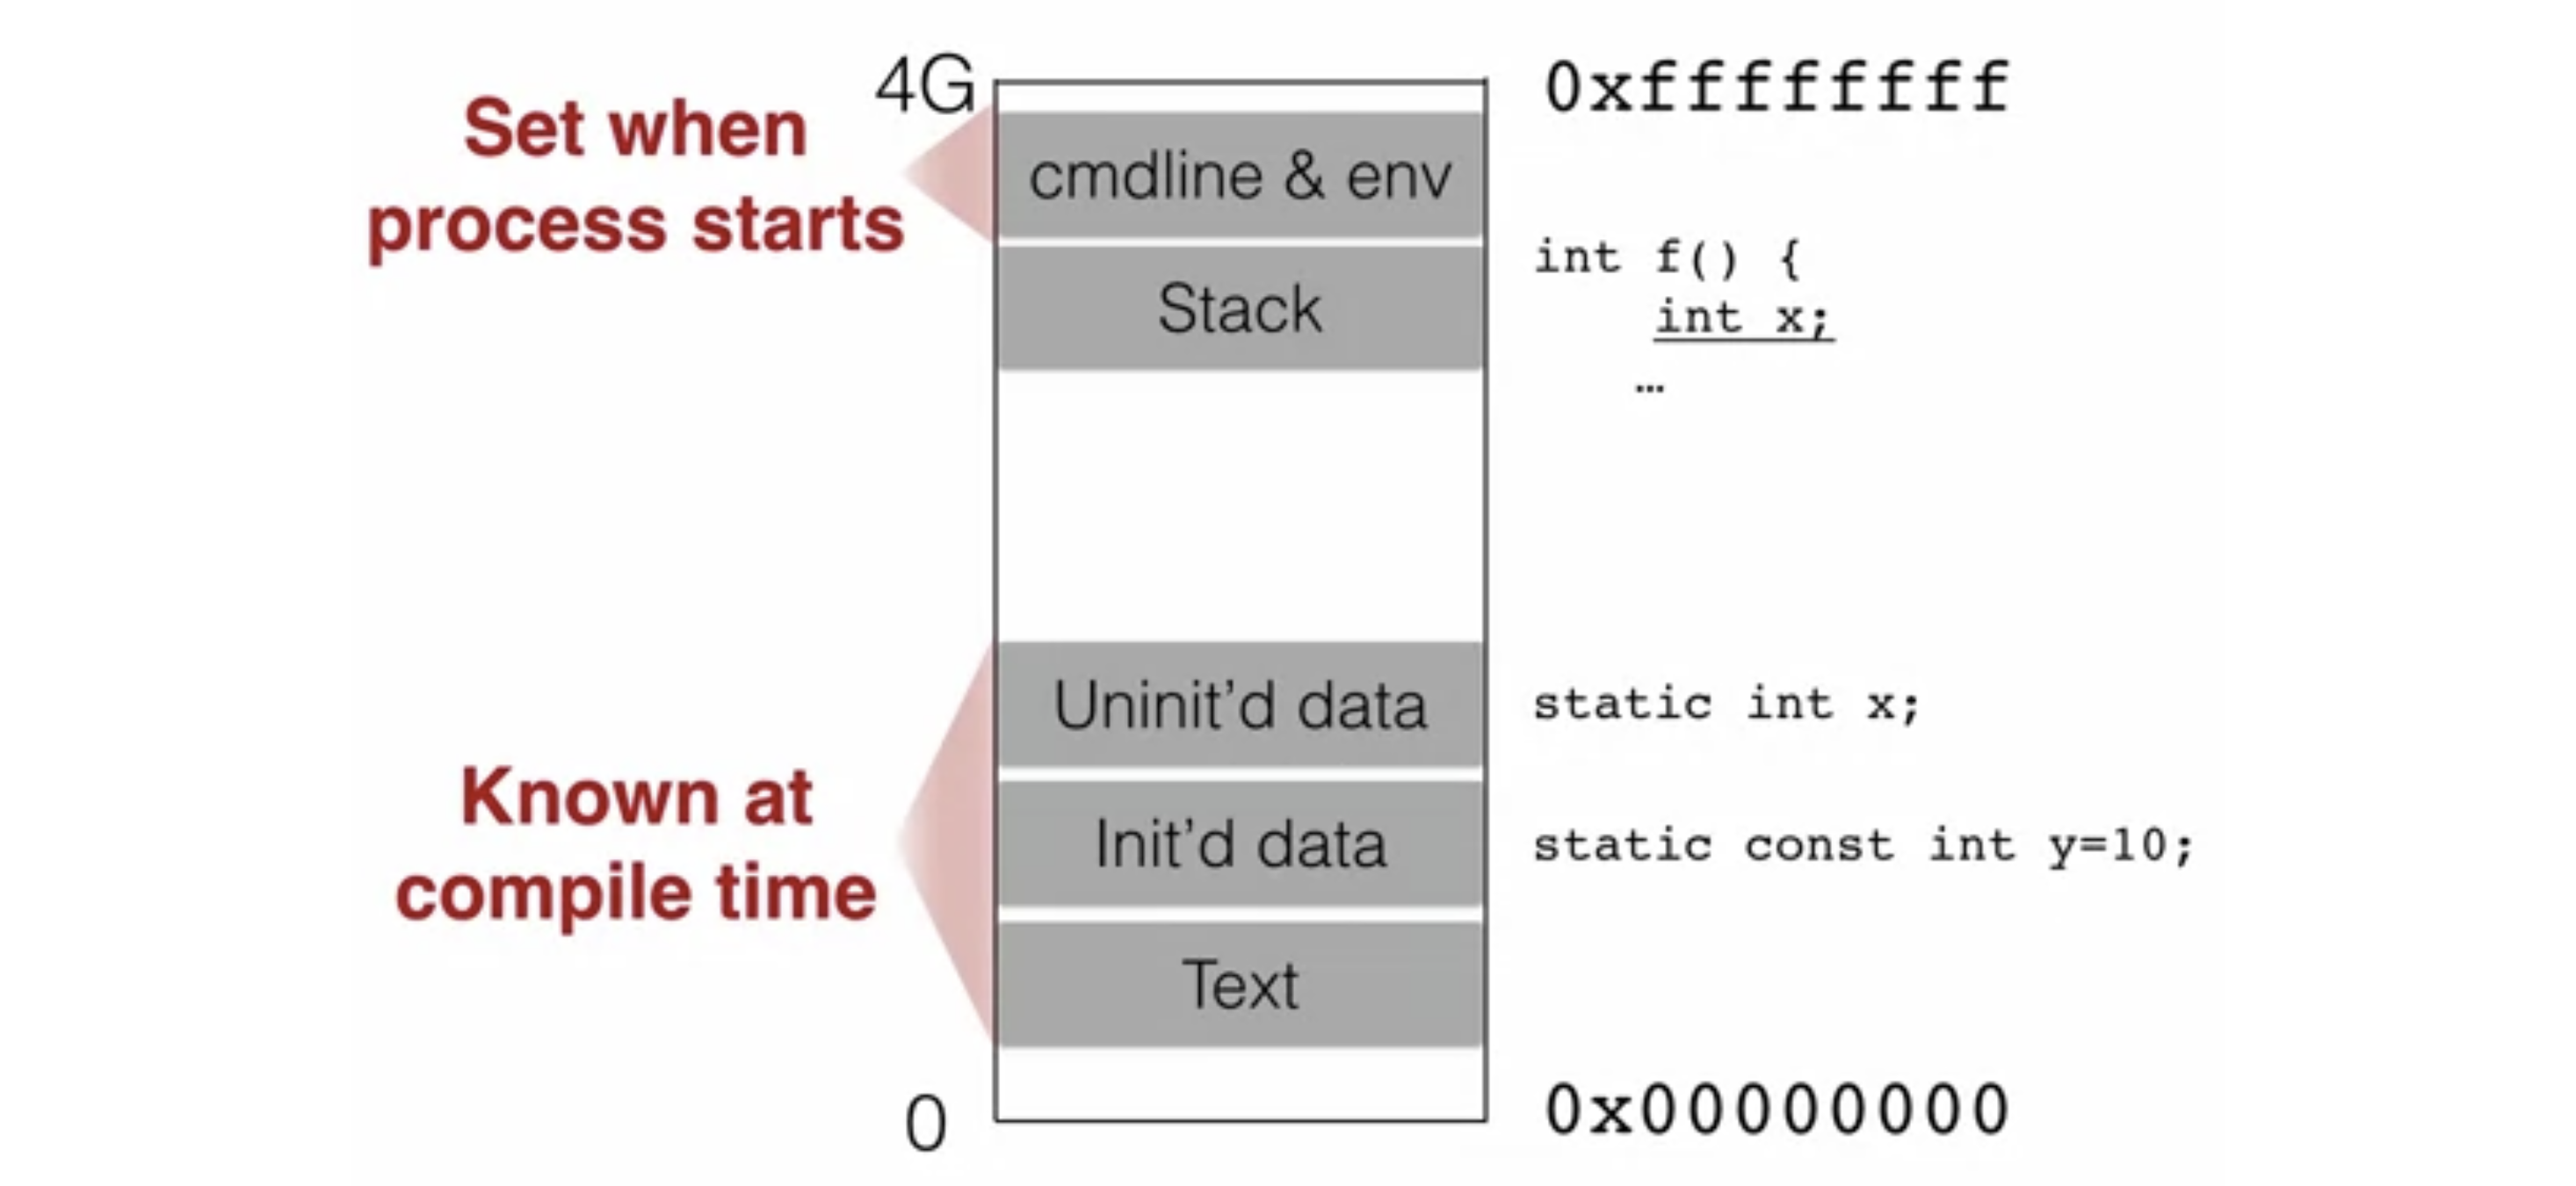 4G
0xffffffff
Set when
process starts
cmdline & env
Stack
int f() {
int x;
…
Uninit’d data
static int x;
Known at
compile time
Init’d data
static const int y=10;
Text
0
0x00000000